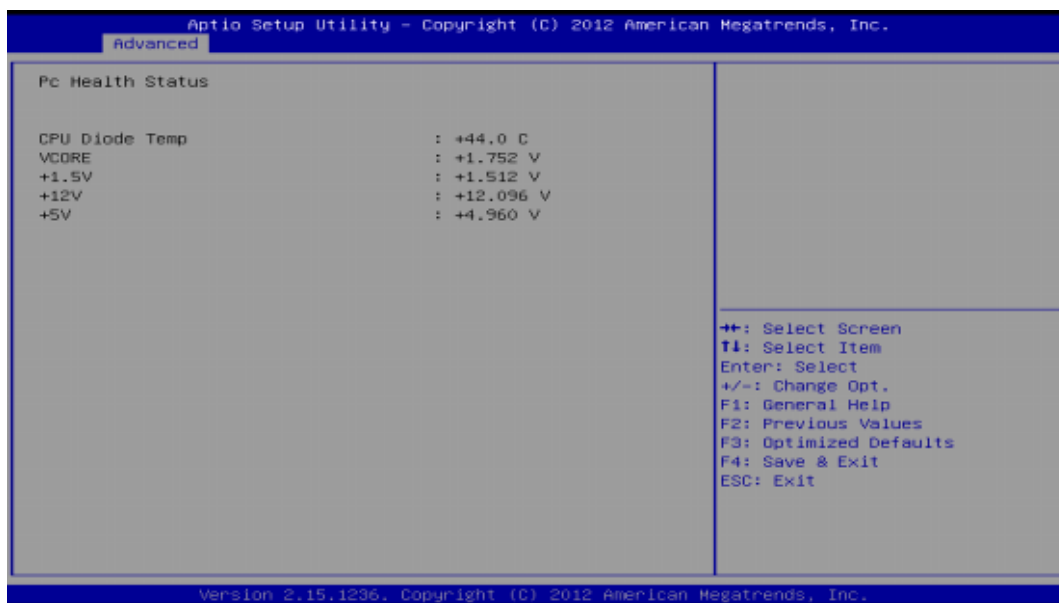 Aptio Setup Utility – Copyright (C) 2012 American Megatrends, Inc.
Advanced
Pc Health Status
CPU Diode Temp : +44.0 C
VCORE : +1.752 V
+1.5V : +1.512 V
+12V : +12.096 V
+5V : +4.960 V
→←: Select Screen
↑↓: Select Item
Enter: Select
+/-: Change Opt.
F1: General Help
F2: Previous Values
F3: Optimized Defaults
F4: Save & Exit
ESC: Exit
Version 2.15.1236. Copyright (C) 2012 American Megatrends, Inc.